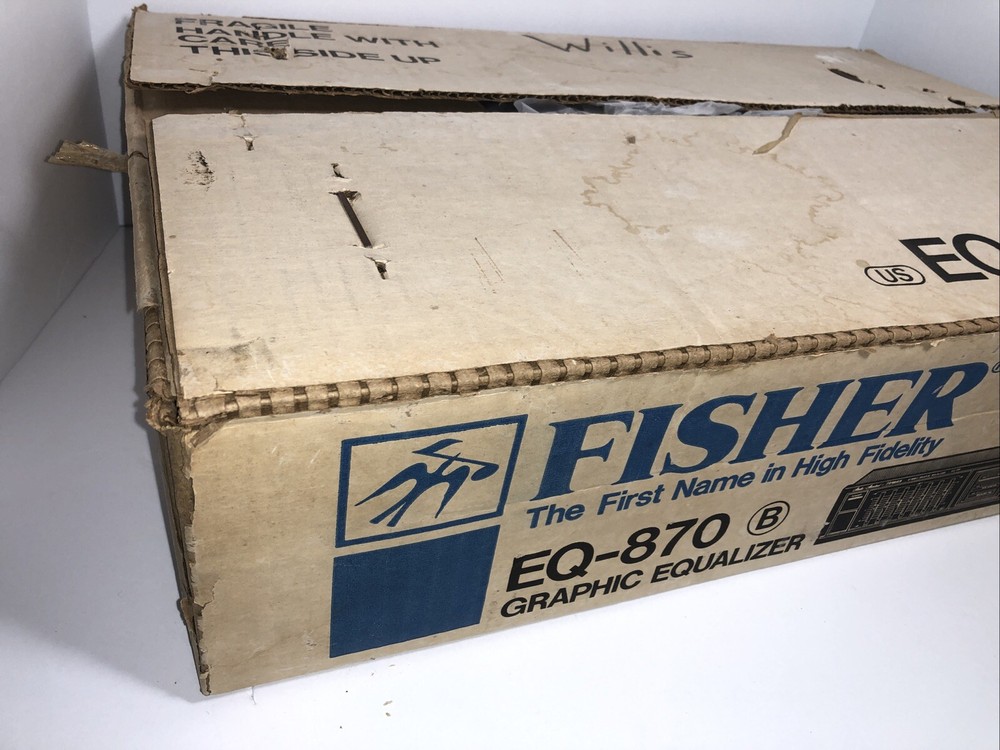 FRAGILE
HANDLE WITH
CARE
THIS SIDE UP
Willis
US EQ
FISHER
The First Name in High Fidelity
EQ-870 B
GRAPHIC EQUALIZER